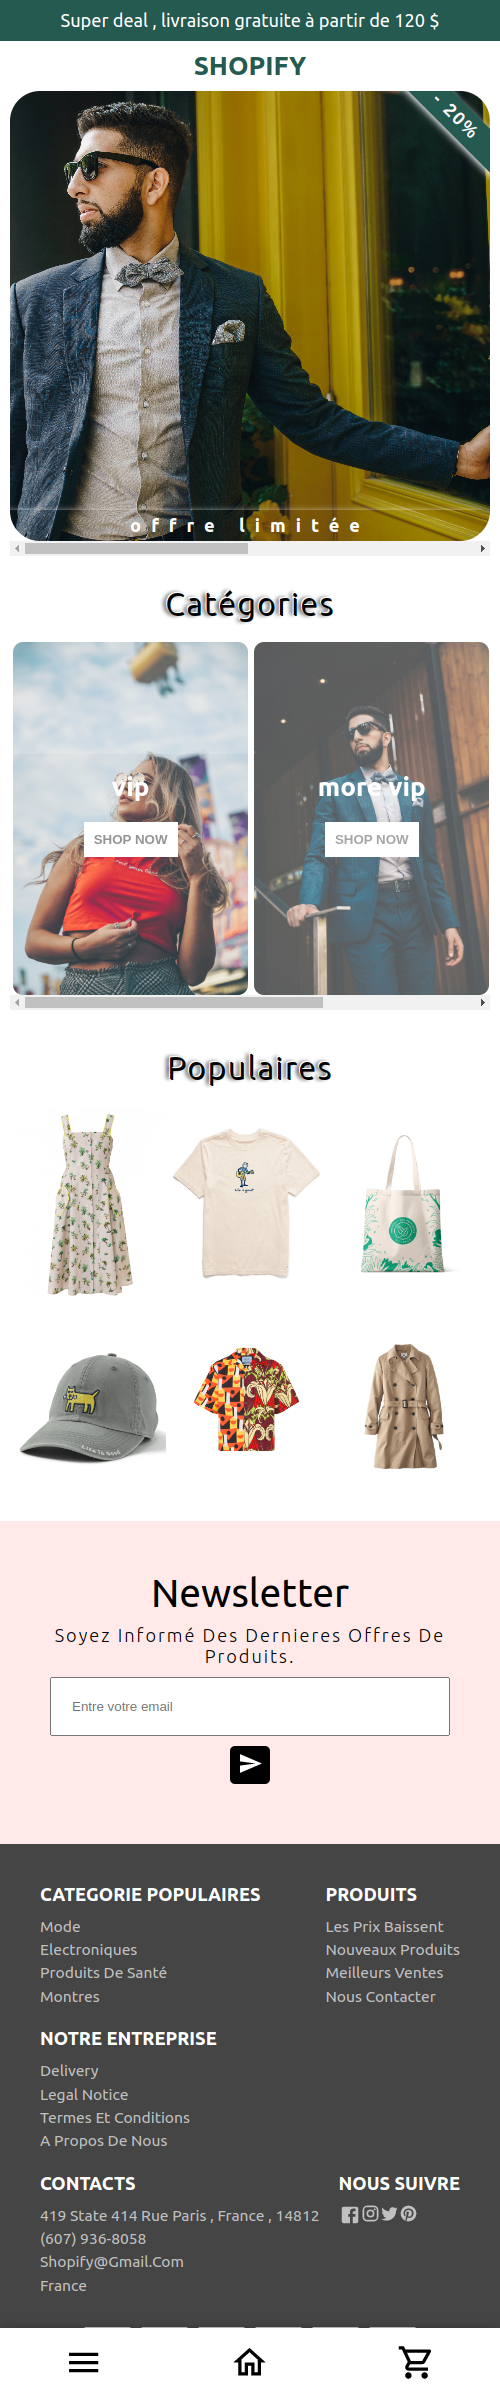 Super deal , livraison gratuite à partir de 120 $
SHOPIFY
- 20%
offre limitée
Catégories
vip
SHOP NOW
more vip
SHOP NOW
Populaires
Newsletter
Soyez Informé Des Dernieres Offres De
Produits.
Entre votre email
CATEGORIE POPULAIRES
Mode
Electroniques
Produits De Santé
Montres
PRODUITS
Les Prix Baissent
Nouveaux Produits
Meilleurs Ventes
Nous Contacter
NOTRE ENTREPRISE
Delivery
Legal Notice
Termes Et Conditions
A Propos De Nous
CONTACTS
419 State 414 Rue Paris , France , 14812
(607) 936-8058
Shopify@Gmail.Com
France
NOUS SUIVRE